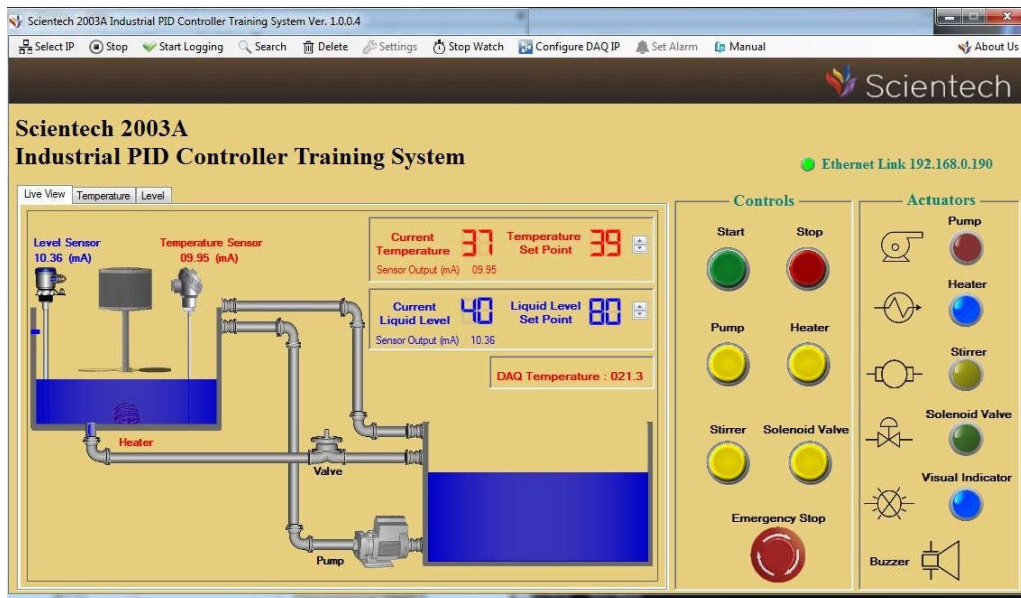 Scientech 2003A Industrial PID Controller Training System Ver. 1.0.0.4
Select IP Stop Start Logging Search Delete Settings Stop Watch Configure DAQ IP Set Alarm Manual About Us
Scientech
Scientech 2003A
Industrial PID Controller Training System
Ethernet Link 192.168.0.190
Live View Temperature Level
Level Sensor
10.36 (mA)
Temperature Sensor
09.95 (mA)
Current
Temperature
37
Temperature
Set Point
39
Sensor Output (mA) 09.95
Current
Liquid Level
40
Liquid Level
Set Point
80
Sensor Output (mA) 10.36
DAQ Temperature : 021.3
Heater
Valve
Pump
Controls
Start Stop
Pump Heater
Stirrer Solenoid Valve
Emergency Stop
Actuators
Pump
Heater
Stirrer
Solenoid Valve
Visual Indicator
Buzzer